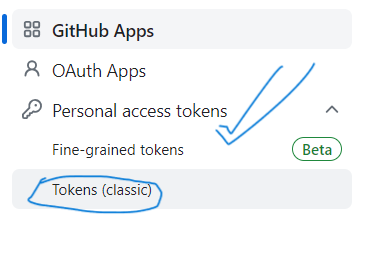 GitHub Apps
OAuth Apps
Personal access tokens
Fine-grained tokens Beta
Tokens (classic)